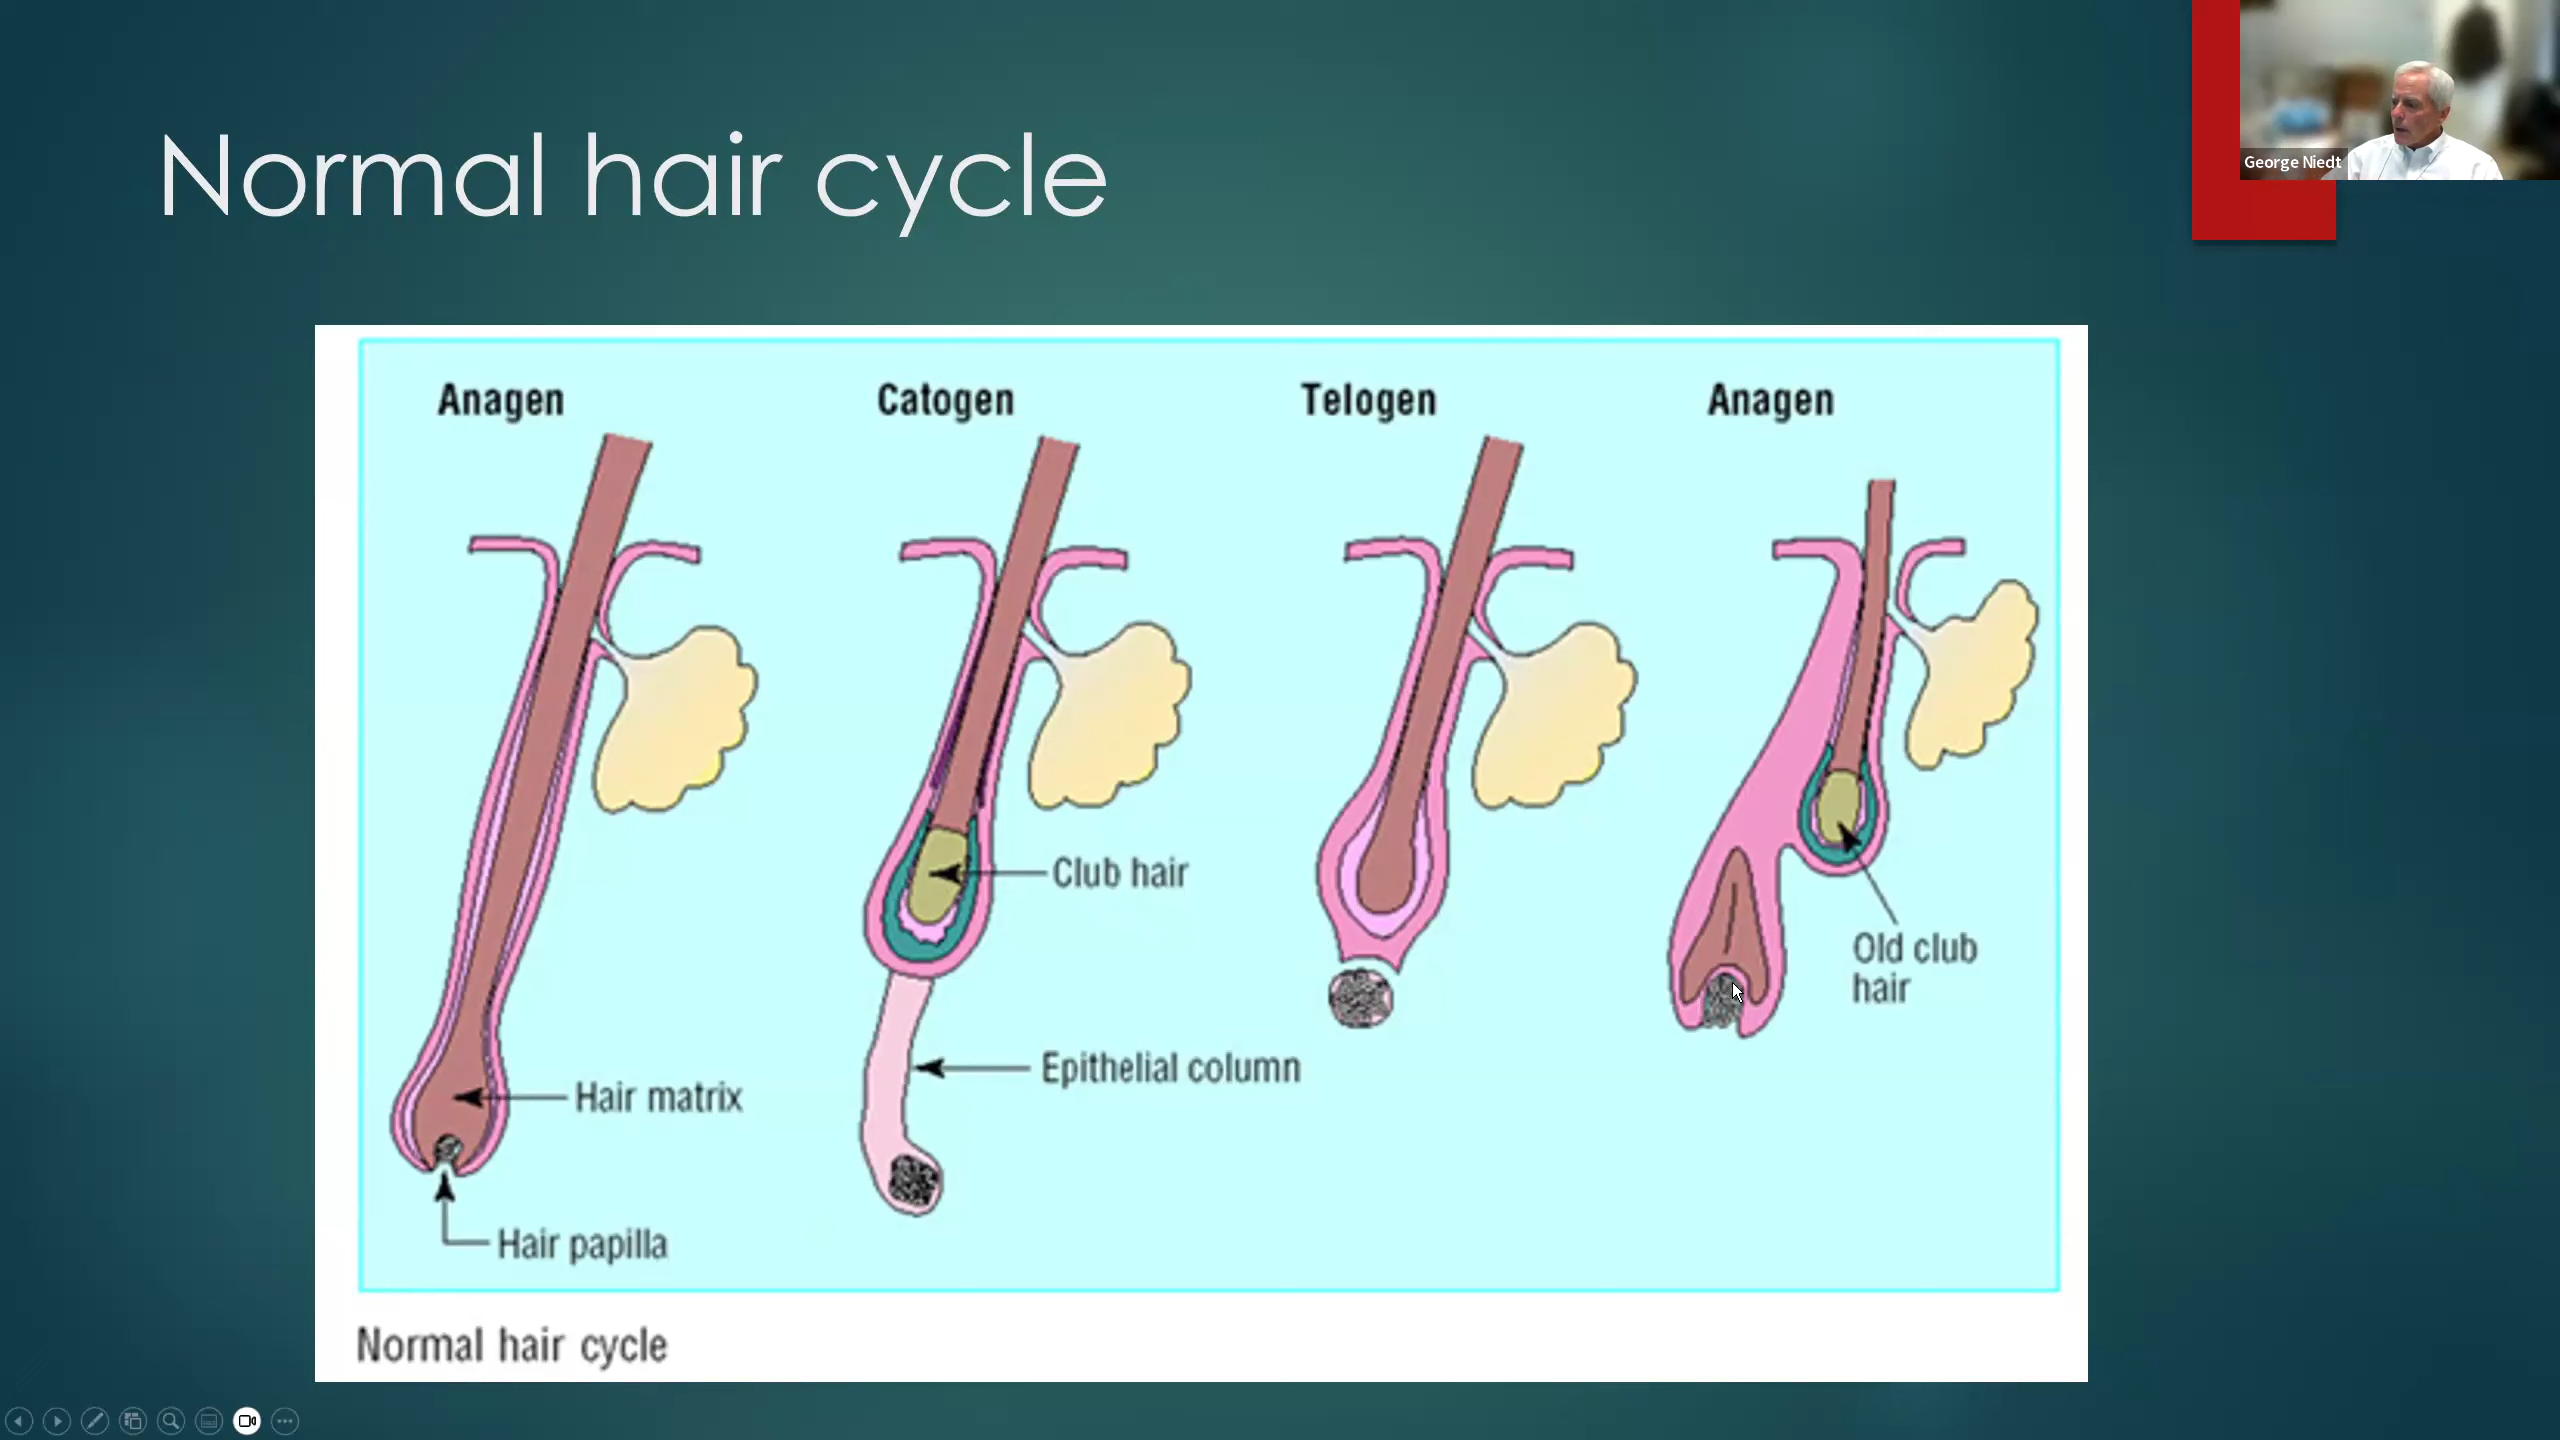 Normal hair cycle
George Niedt
Anagen
Catogen
Telogen
Anagen
Club hair
Old club
hair
Epithelial column
Hair matrix
Hair papilla
Normal hair cycle